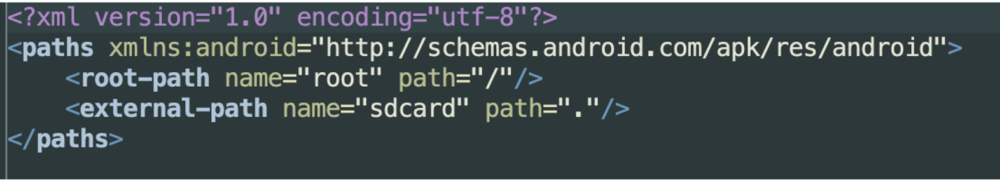 <?xml version="1.0" encoding="utf-8"?>
<paths xmlns:android="http://schemas.android.com/apk/res/android">
    <root-path name="root" path="/"/>
    <external-path name="sdcard" path="."/>
</paths>